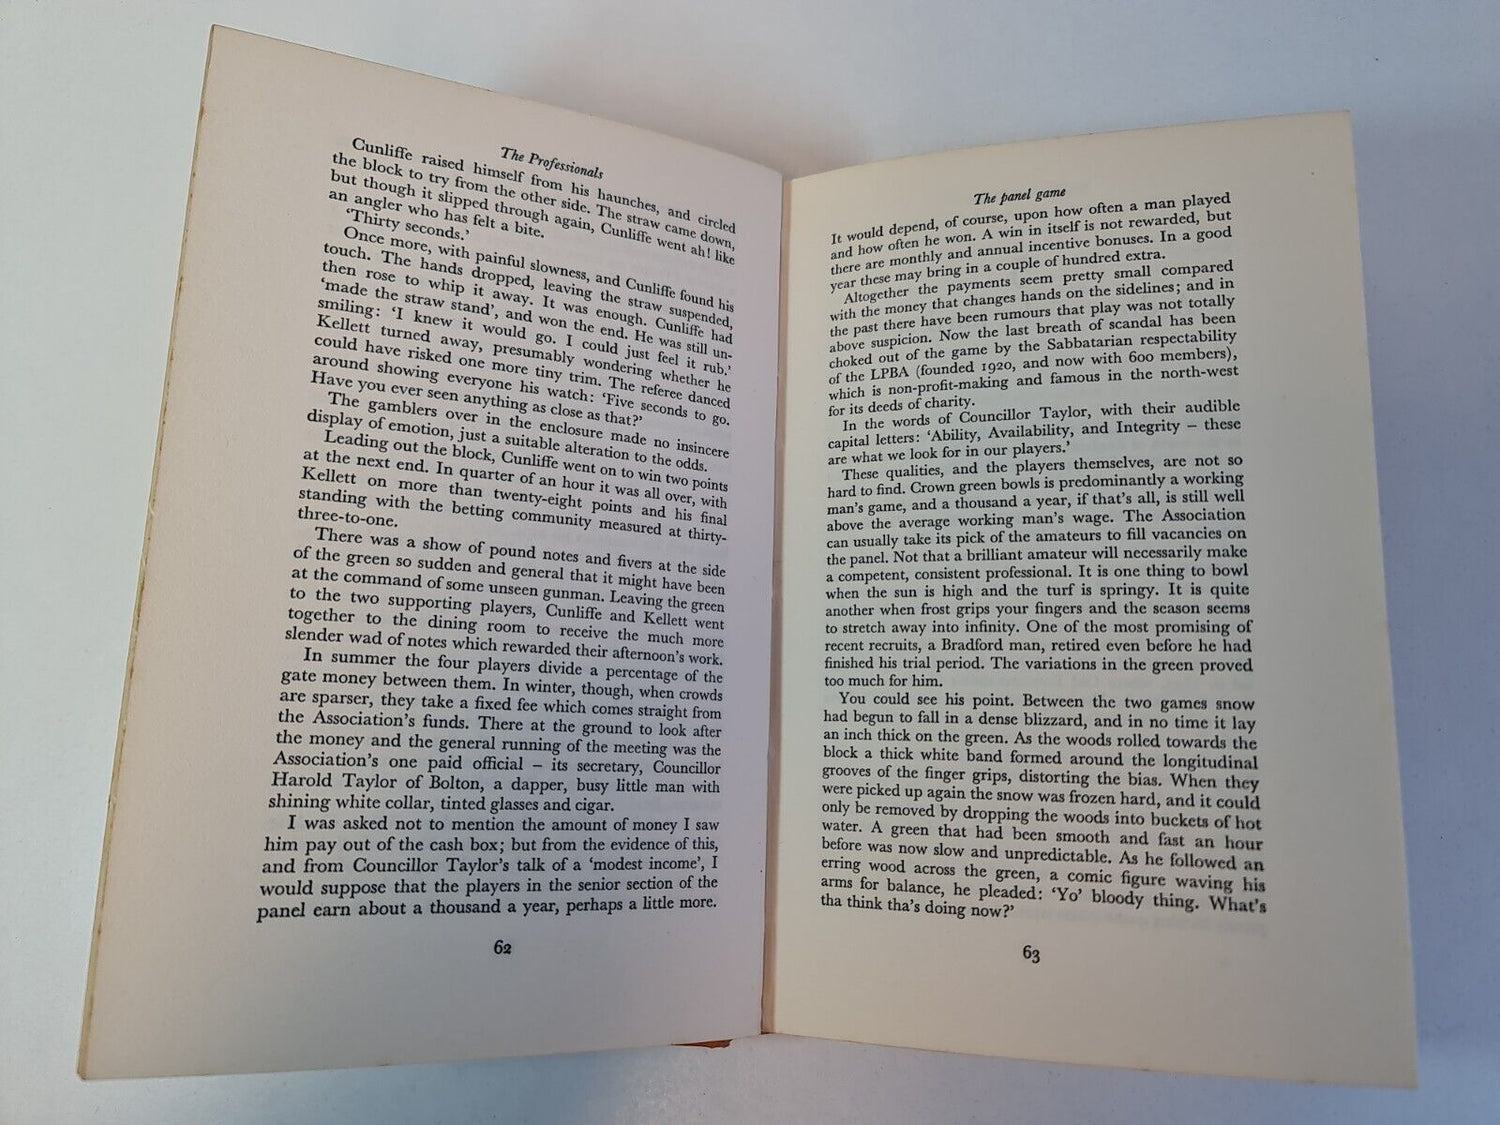 The Professionals
Cunliffe raised himself from his haunches, and circled
the block to try from the other side. The straw came down,
but though it slipped through again, Cunliffe went ah! like
an angler who has felt a bite.
‘Thirty seconds.’
Once more, with painful slowness, and Cunliffe found his
touch. The hands dropped, leaving the straw suspended,
then rose to whip it away. It was enough. Cunliffe had
‘made the straw stand’, and won the end. He was still un-
smiling: ‘I knew it would go. I could just feel it rub.’
Kellett turned away, presumably wondering whether he
could have risked one more tiny trim. The referee danced
around showing everyone his watch: ‘Five seconds to go.
Have you ever seen anything as close as that?’
The gamblers over in the enclosure made no insincere
display of emotion, just a suitable alteration to the odds.
Leading out the block, Cunliffe went on to win two points
at the next end. In quarter of an hour it was all over, with
Kellett on more than twenty-eight points and his final
standing with the betting community measured at thirty-
three-to-one.
There was a show of pound notes and fivers at the side
of the green so sudden and general that it might have been
at the command of some unseen gunman. Leaving the green
to the two supporting players, Cunliffe and Kellett went
together to the dining room to receive the much more
slender wad of notes which rewarded their afternoon’s work.
In summer the four players divide a percentage of the
gate money between them. In winter, though, when crowds
are sparser, they take a fixed fee which comes straight from
the Association’s funds. There at the ground to look after
the money and the general running of the meeting was the
Association’s one paid official – its secretary, Councillor
Harold Taylor of Bolton, a dapper, busy little man with
shining white collar, tinted glasses and cigar.
I was asked not to mention the amount of money I saw
him pay out of the cash box; but from the evidence of this,
and from Councillor Taylor’s talk of a ‘modest income’, I
would suppose that the players in the senior section of the
panel earn about a thousand a year, perhaps a little more.
62
The panel game
It would depend, of course, upon how often a man played
and how often he won. A win in itself is not rewarded, but
there are monthly and annual incentive bonuses. In a good
year these may bring in a couple of hundred extra.
Altogether the payments seem pretty small compared
with the money that changes hands on the sidelines; and in
the past there have been rumours that play was not totally
above suspicion. Now the last breath of scandal has been
choked out of the game by the Sabbatarian respectability
of the LPBA (founded 1920, and now with 600 members),
which is non-profit-making and famous in the north-west
for its deeds of charity.
In the words of Councillor Taylor, with their audible
capital letters: ‘Ability, Availability, and Integrity – these
are what we look for in our players.’
These qualities, and the players themselves, are not so
hard to find. Crown green bowls is predominantly a working
man’s game, and a thousand a year, if that’s all, is still well
above the average working man’s wage. The Association
can usually take its pick of the amateurs to fill vacancies on
the panel. Not that a brilliant amateur will necessarily make
a competent, consistent professional. It is one thing to bowl
when the sun is high and the turf is springy. It is quite
another when frost grips your fingers and the season seems
to stretch away into infinity. One of the most promising of
recent recruits, a Bradford man, retired even before he had
finished his trial period. The variations in the green proved
too much for him.
You could see his point. Between the two games snow
had begun to fall in a dense blizzard, and in no time it lay
an inch thick on the green. As the woods rolled towards the
block a thick white band formed around the longitudinal
grooves of the finger grips, distorting the bias. When they
were picked up again the snow was frozen hard, and it could
only be removed by dropping the woods into buckets of hot
water. A green that had been smooth and fast an hour
before was now slow and unpredictable. As he followed an
erring wood across the green, a comic figure waving his
arms for balance, he pleaded: ‘Yo’ bloody thing. What’s
tha think tha’s doing now?’
63